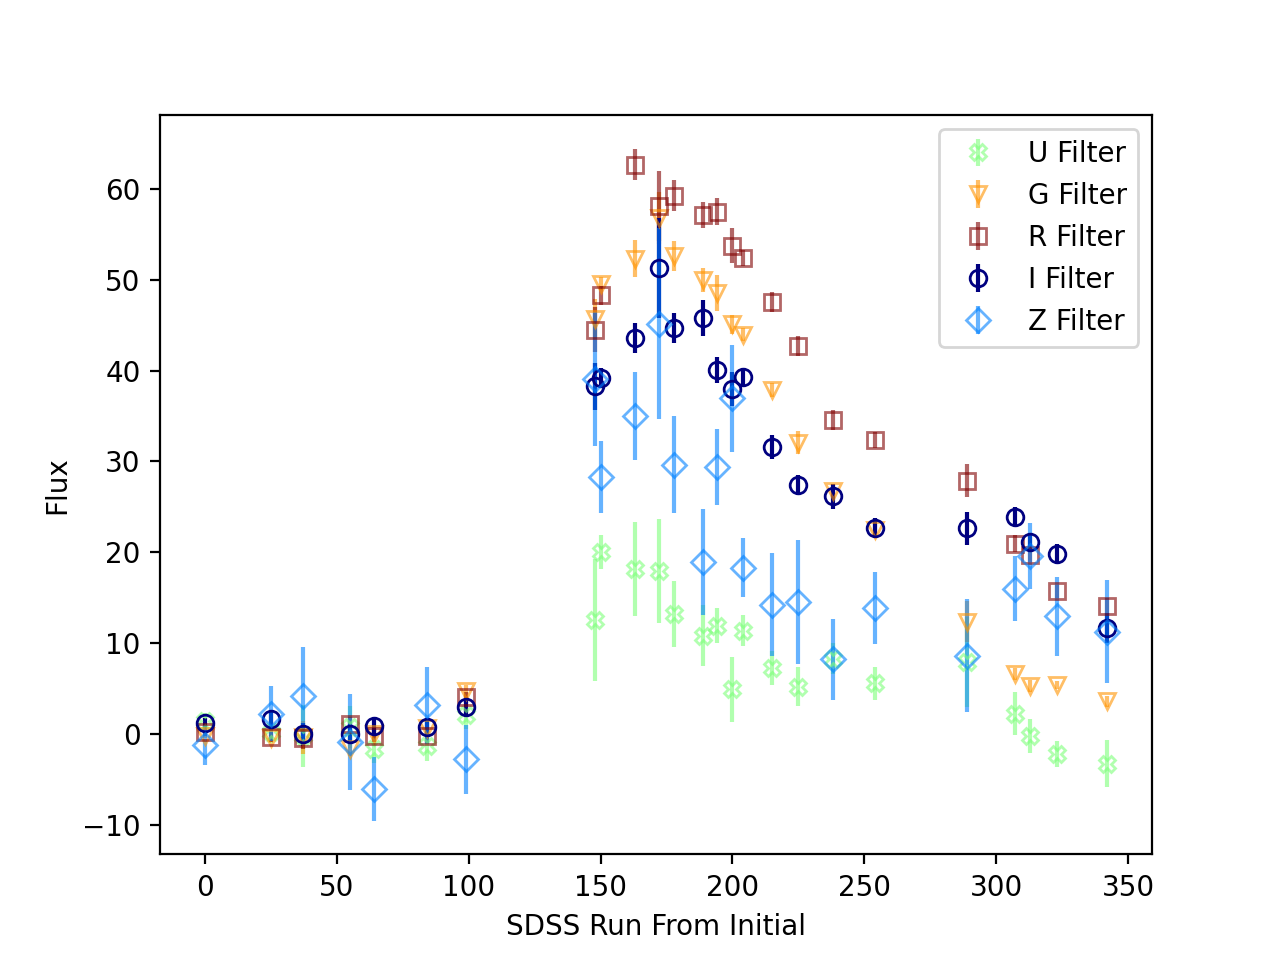 U Filter
G Filter
R Filter
I Filter
Z Filter
60
50
40
30
20
10
0
−10
Flux
0 50 100 150 200 250 300 350
SDSS Run From Initial